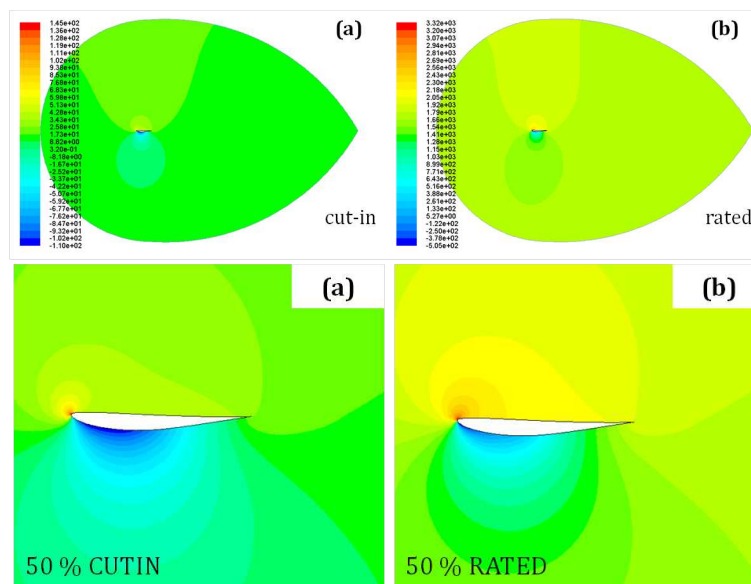 1.45e+02
1.36e+02
1.28e+02
1.19e+02
1.11e+02
1.02e+02
9.38e+01
8.53e+01
7.68e+01
6.83e+01
5.98e+01
5.13e+01
4.28e+01
3.43e+01
2.58e+01
1.73e+01
8.82e+00
3.20e-01
-8.18e+00
-1.67e+01
-2.52e+01
-3.37e+01
-4.22e+01
-5.07e+01
-5.92e+01
-6.77e+01
-7.62e+01
-8.47e+01
-9.32e+01
-1.02e+02
-1.10e+02
(a)
cut-in
3.32e+03
3.20e+03
3.07e+03
2.94e+03
2.81e+03
2.69e+03
2.56e+03
2.43e+03
2.30e+03
2.18e+03
2.05e+03
1.92e+03
1.79e+03
1.66e+03
1.54e+03
1.41e+03
1.28e+03
1.15e+03
1.03e+03
8.98e+02
7.71e+02
6.43e+02
5.16e+02
3.88e+02
2.61e+02
1.33e+02
5.27e+00
-1.22e+02
-2.50e+02
-3.78e+02
-5.05e+02
(b)
rated
(a)
50 % CUTIN
(b)
50 % RATED